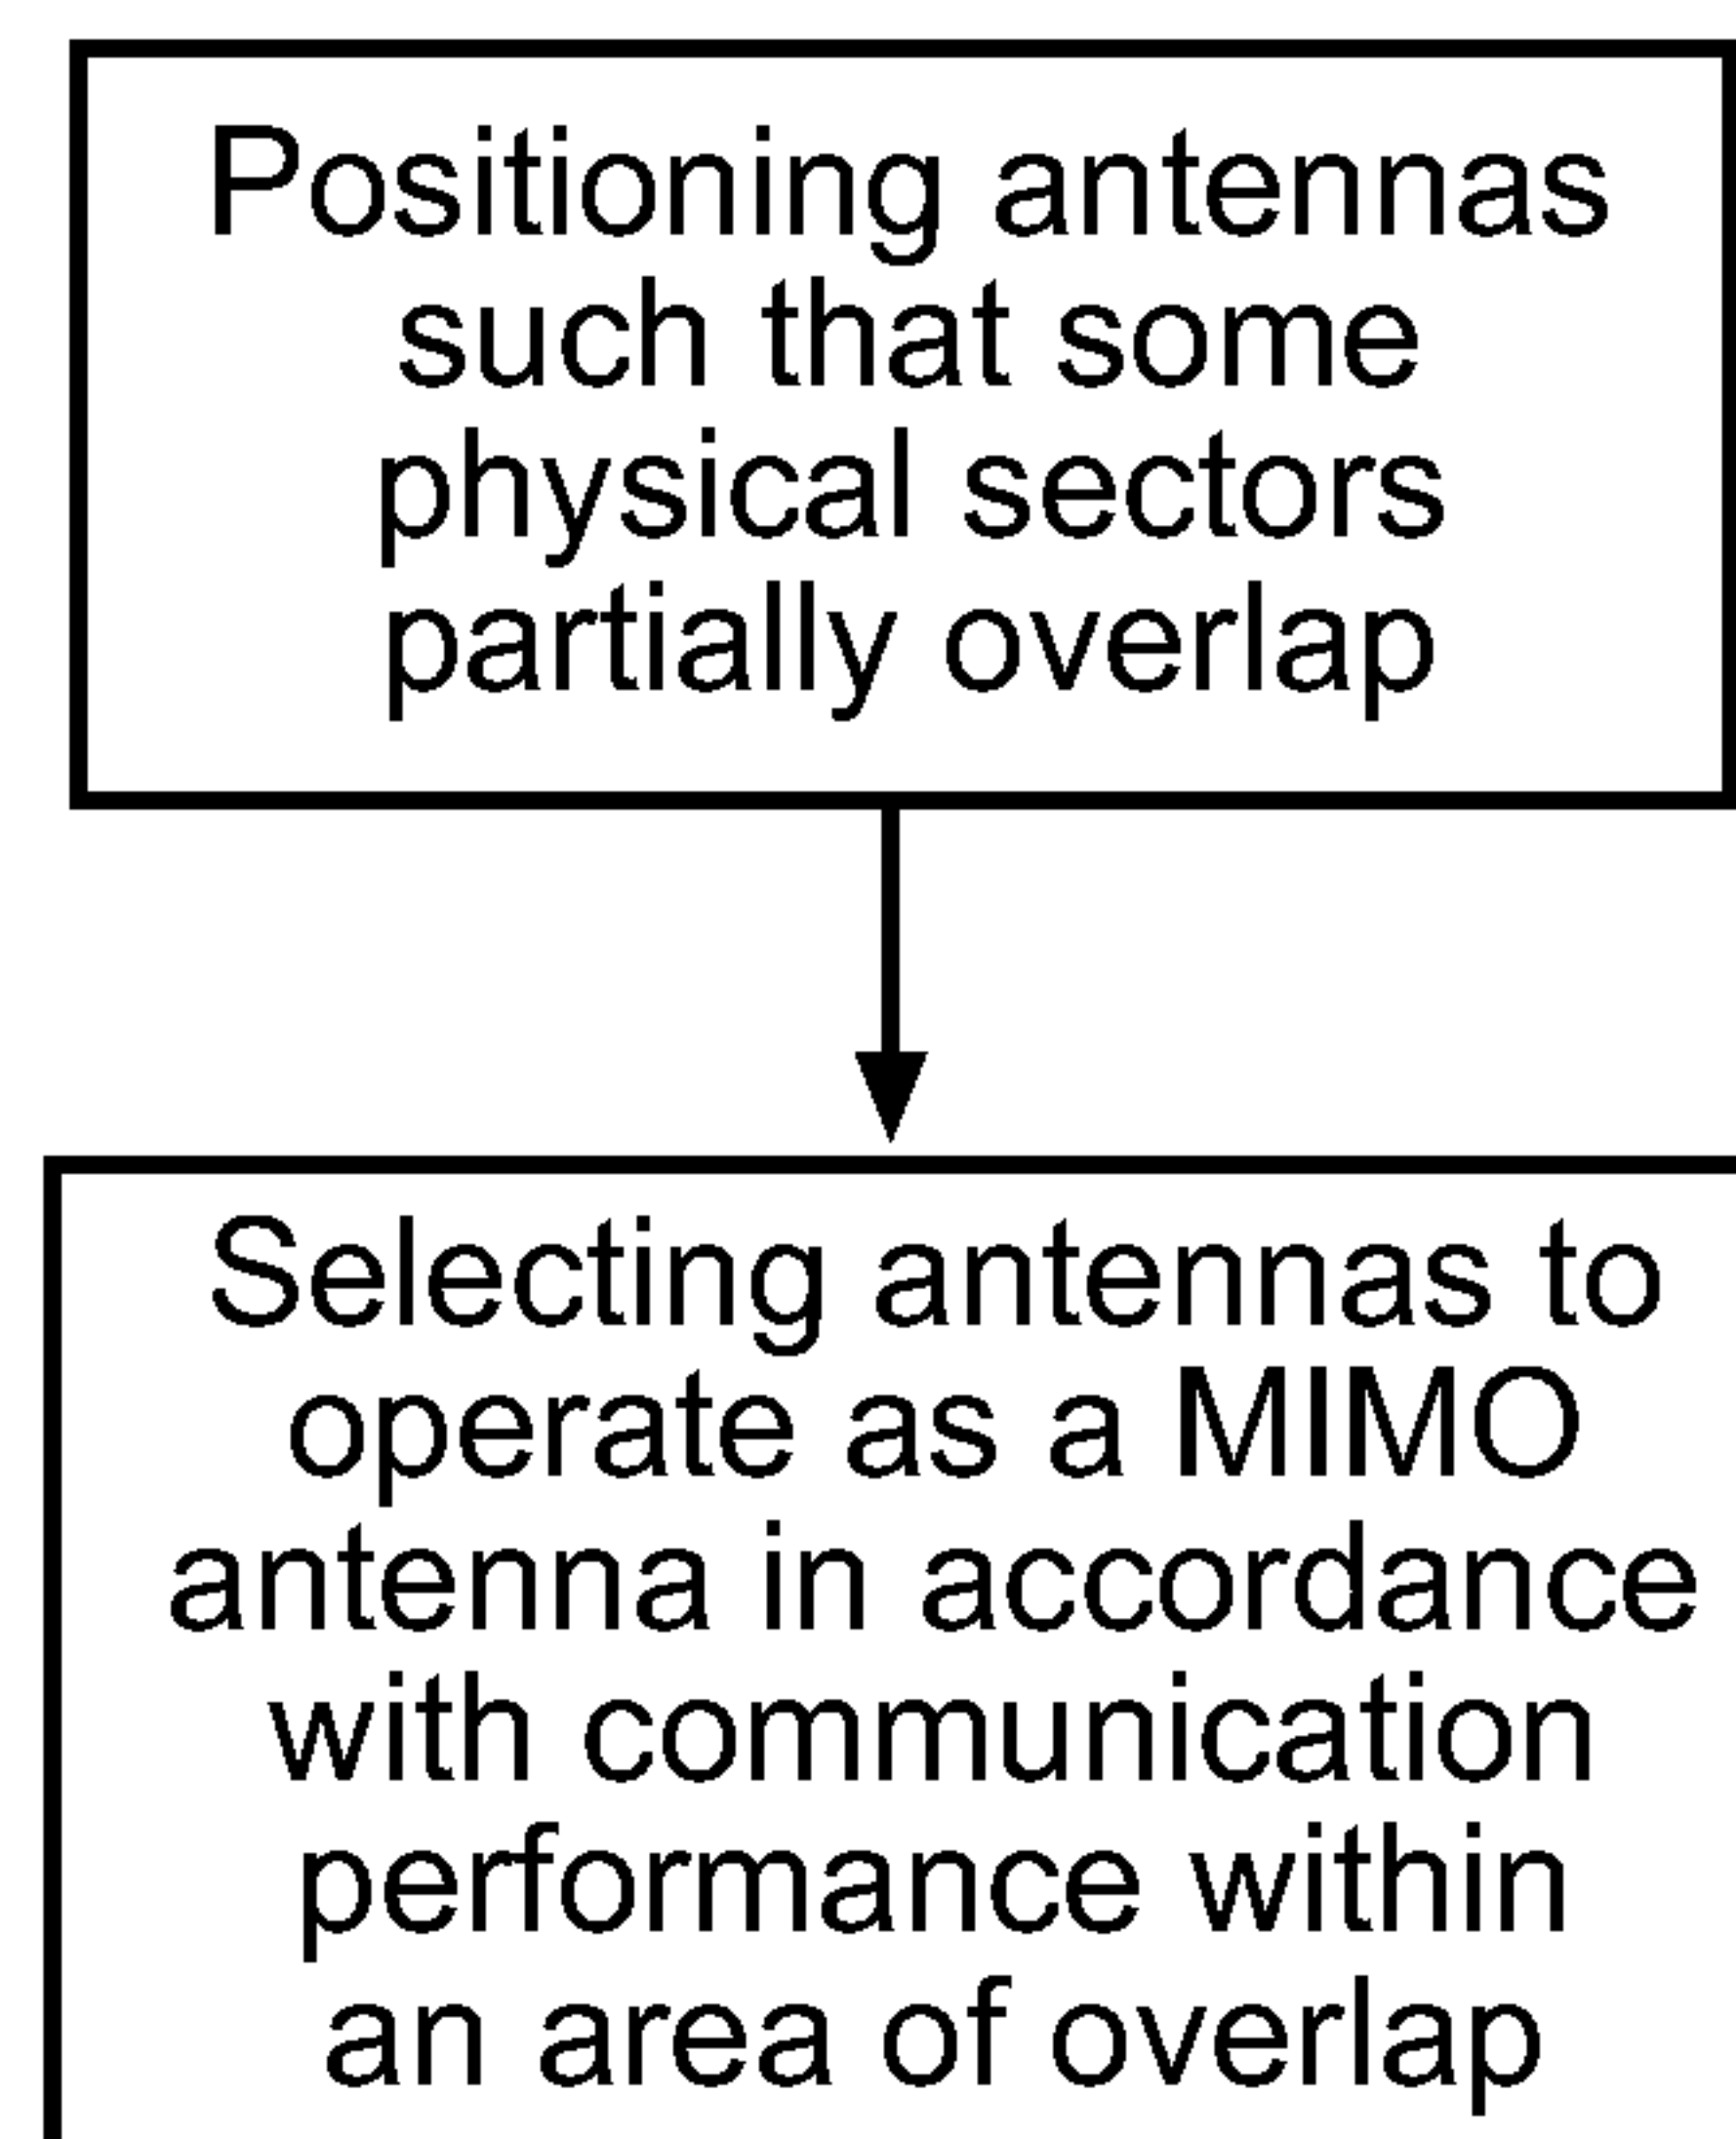 Positioning antennas
such that some
physical sectors
partially overlap
Selecting antennas to
operate as a MIMO
antenna in accordance
with communication
performance within
an area of overlap